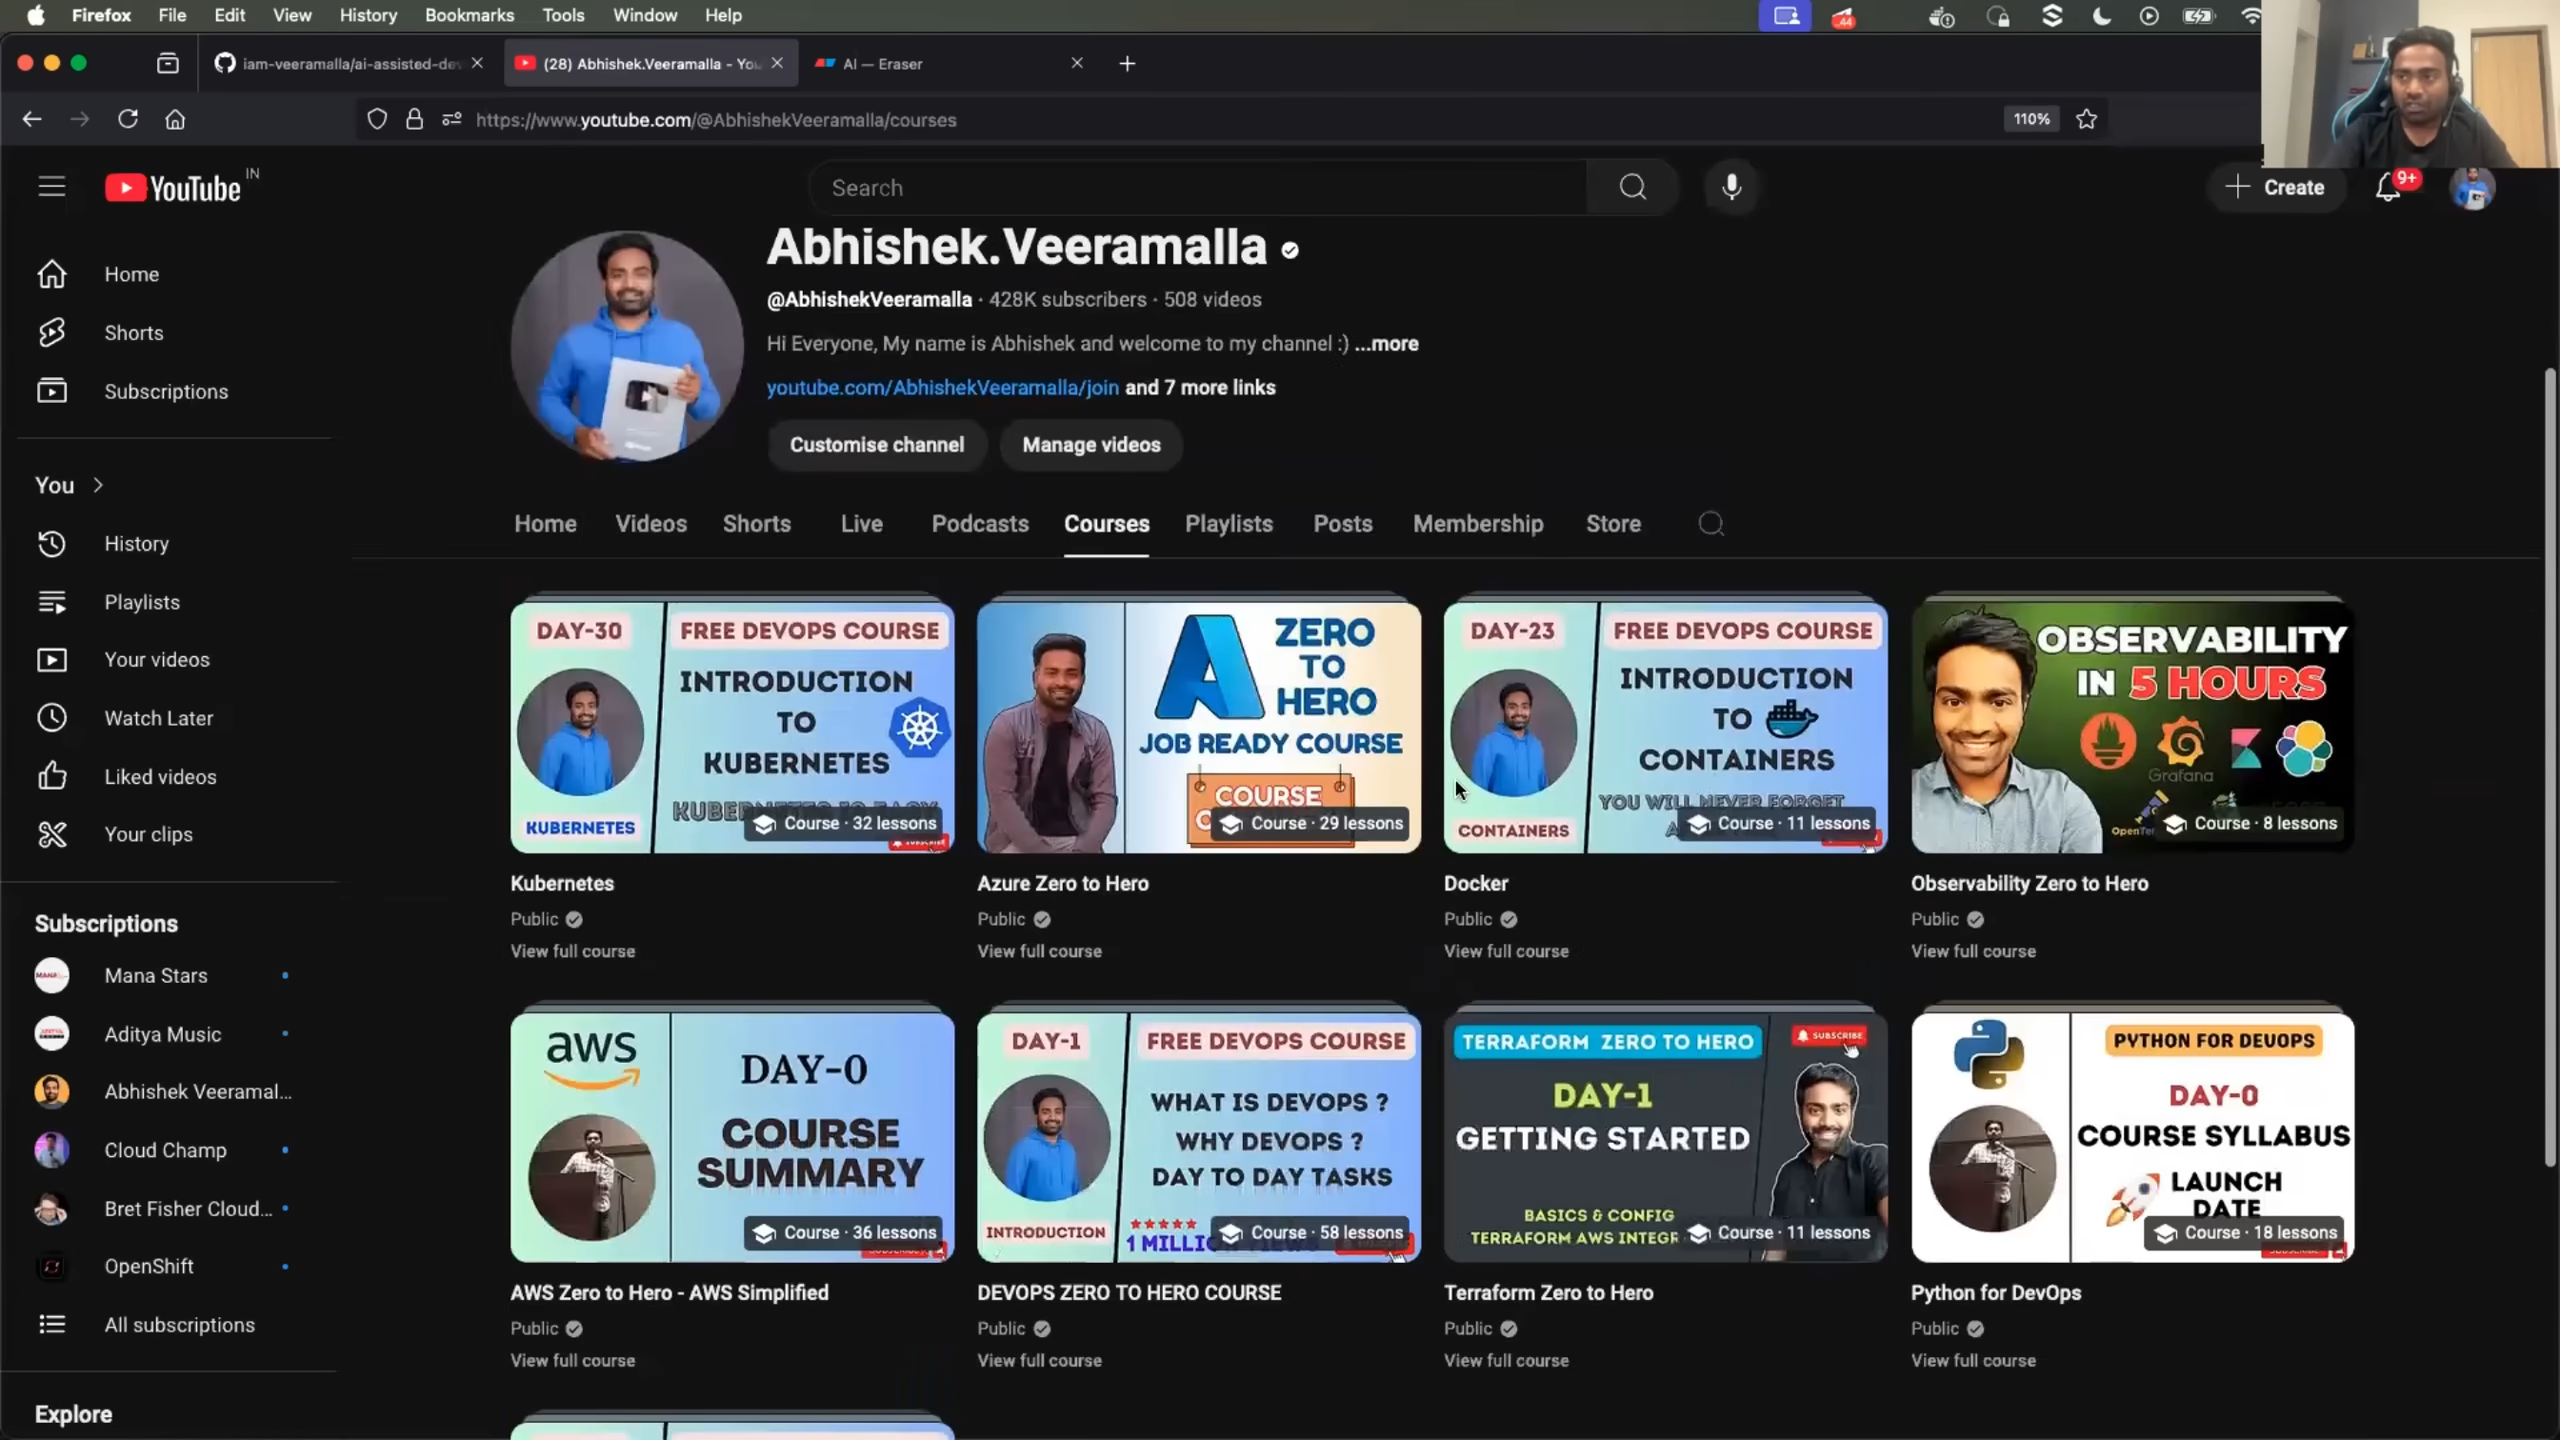 Firefox File Edit View History Bookmarks Tools Window Help
44
iam-veeramalla/ai-assisted-dev
(28) Abhishek.Veeramalla - You
AI — Eraser
https://www.youtube.com/@AbhishekVeeramalla/courses
110%
YouTube IN
Search
Create
9+
Home
Shorts
Subscriptions
You
History
Playlists
Your videos
Watch Later
Liked videos
Your clips
Subscriptions
Mana Stars
Aditya Music
Abhishek Veeramal...
Cloud Champ
Bret Fisher Cloud...
OpenShift
All subscriptions
Explore
Abhishek.Veeramalla
@AbhishekVeeramalla · 428K subscribers · 508 videos
Hi Everyone, My name is Abhishek and welcome to my channel :) ...more
youtube.com/AbhishekVeeramalla/join and 7 more links
Customise channel
Manage videos
Home Videos Shorts Live Podcasts Courses Playlists Posts Membership Store
DAY-30
FREE DEVOPS COURSE
INTRODUCTION
TO
KUBERNETES
KUBERNETES
Course · 32 lessons
Kubernetes
Public
View full course
ZERO
TO
HERO
JOB READY COURSE
COURSE
Course · 29 lessons
Azure Zero to Hero
Public
View full course
DAY-23
FREE DEVOPS COURSE
INTRODUCTION
TO
CONTAINERS
YOU WILL NEVER FORGET
CONTAINERS
Course · 11 lessons
Docker
Public
View full course
OBSERVABILITY
IN 5 HOURS
Grafana
Course · 8 lessons
Observability Zero to Hero
Public
View full course
aws
DAY-0
COURSE
SUMMARY
Course · 36 lessons
AWS Zero to Hero - AWS Simplified
Public
View full course
DAY-1
FREE DEVOPS COURSE
WHAT IS DEVOPS ?
WHY DEVOPS ?
DAY TO DAY TASKS
INTRODUCTION
Course · 58 lessons
DEVOPS ZERO TO HERO COURSE
Public
View full course
TERRAFORM ZERO TO HERO
SUBSCRIBE
DAY-1
GETTING STARTED
BASICS & CONFIG
TERRAFORM AWS INTEGR
Course · 11 lessons
Terraform Zero to Hero
Public
View full course
PYTHON FOR DEVOPS
DAY-0
COURSE SYLLABUS
LAUNCH
DATE
Course · 18 lessons
Python for DevOps
Public
View full course